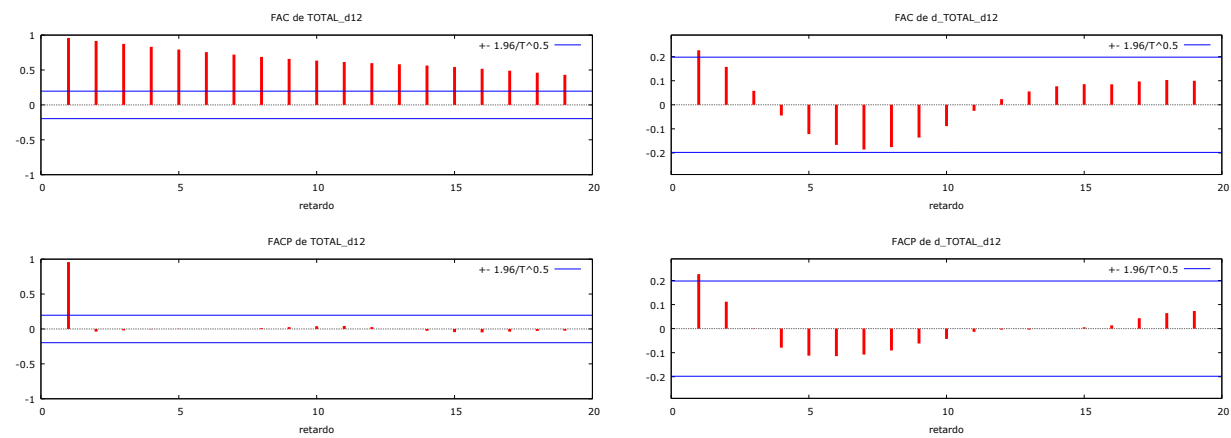 FAC de TOTAL_d12
+- 1.96/T^0.5
1
0.5
0
-0.5
-1
0 5 10 15 20
retardo
FAC de d_TOTAL_d12
+- 1.96/T^0.5
0.2
0.1
0
-0.1
-0.2
0 5 10 15 20
retardo
FACP de TOTAL_d12
+- 1.96/T^0.5
1
0.5
0
-0.5
-1
0 5 10 15 20
retardo
FACP de d_TOTAL_d12
+- 1.96/T^0.5
0.2
0.1
0
-0.1
-0.2
0 5 10 15 20
retardo